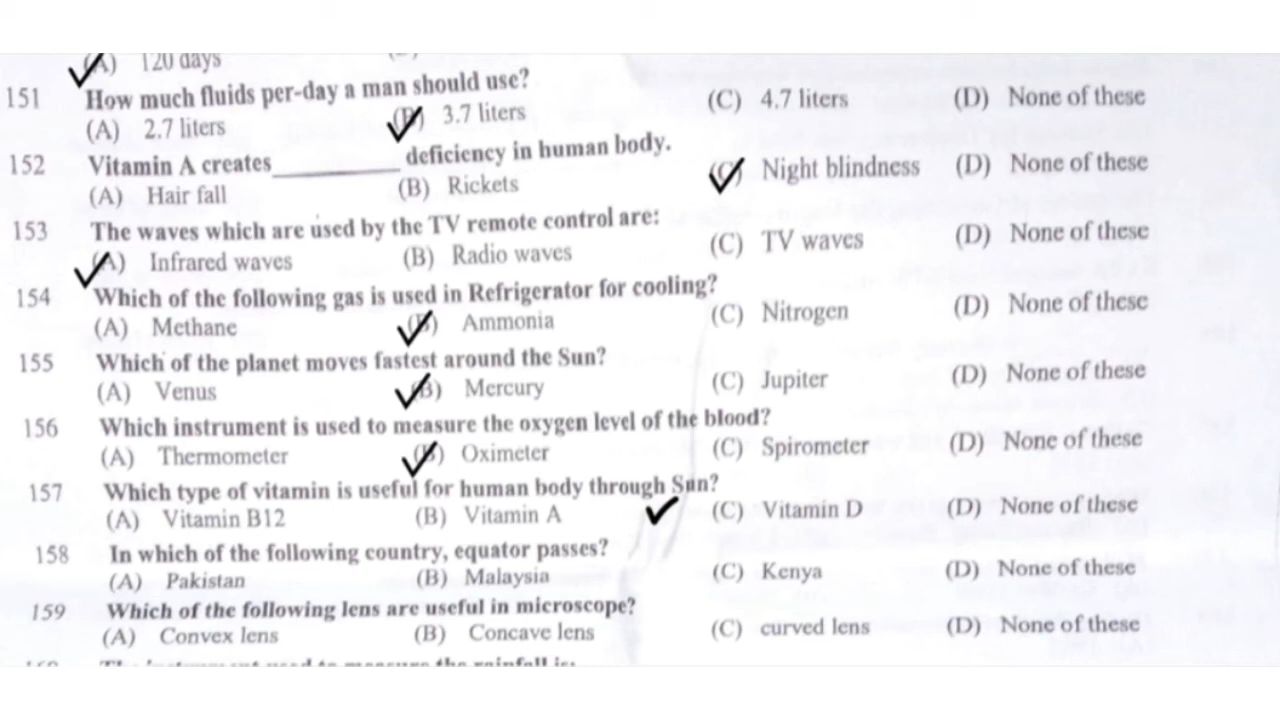 (A) 120 days
151 How much fluids per-day a man should use?
(A) 2.7 liters (B) 3.7 liters (C) 4.7 liters (D) None of these
152 Vitamin A creates__________ deficiency in human body.
(A) Hair fall (B) Rickets (C) Night blindness (D) None of these
153 The waves which are used by the TV remote control are:
(A) Infrared waves (B) Radio waves (C) TV waves (D) None of these
154 Which of the following gas is used in Refrigerator for cooling?
(A) Methane (B) Ammonia (C) Nitrogen (D) None of these
155 Which of the planet moves fastest around the Sun?
(A) Venus (B) Mercury (C) Jupiter (D) None of these
156 Which instrument is used to measure the oxygen level of the blood?
(A) Thermometer (B) Oximeter (C) Spirometer (D) None of these
157 Which type of vitamin is useful for human body through Sun?
(A) Vitamin B12 (B) Vitamin A (C) Vitamin D (D) None of these
158 In which of the following country, equator passes?
(A) Pakistan (B) Malaysia (C) Kenya (D) None of these
159 Which of the following lens are useful in microscope?
(A) Convex lens (B) Concave lens (C) curved lens (D) None of these
the rainfall is: